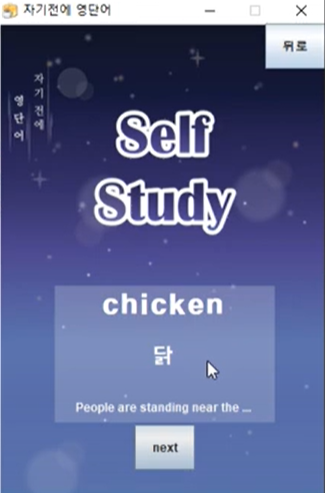 자기전에 영단어
뒤로
자기 전에
영단어
Self
Study
chicken
닭
People are standing near the ...
next